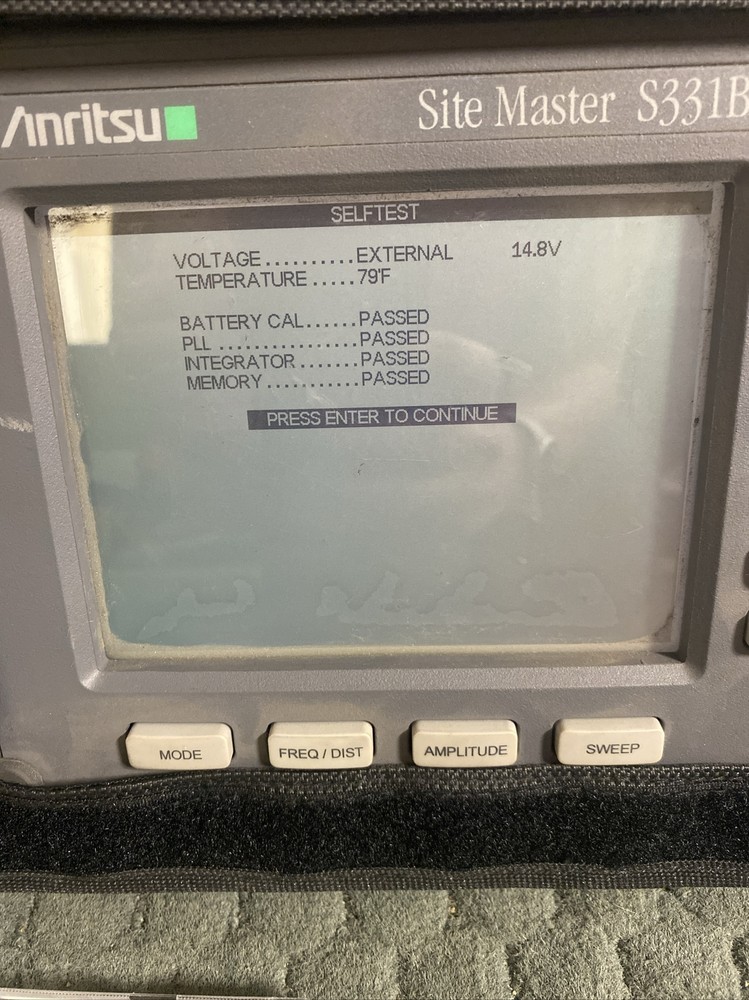 Anritsu
Site Master S331B
SELFTEST
VOLTAGE..........EXTERNAL 14.8V
TEMPERATURE.....79°F
BATTERY CAL......PASSED
PLL.................PASSED
INTEGRATOR.......PASSED
MEMORY...........PASSED
PRESS ENTER TO CONTINUE
MODE
FREQ / DIST
AMPLITUDE
SWEEP